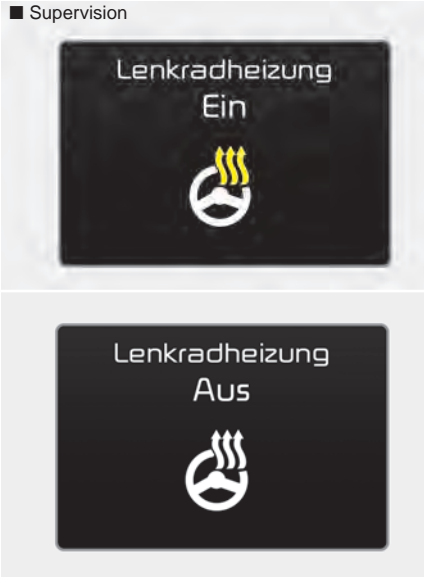 ■ Supervision
Lenkradheizung
Ein
Lenkradheizung
Aus